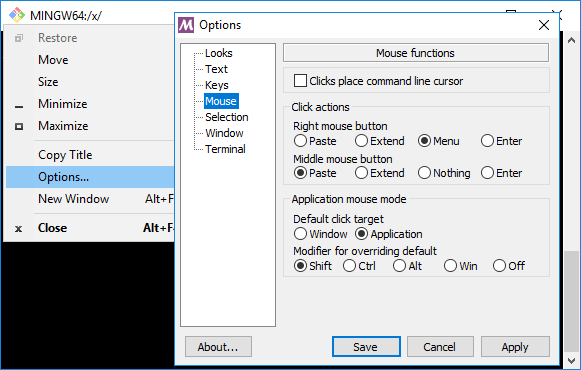 MINGW64:/x/
Restore
Move
Size
Minimize
Maximize
Copy Title
Options...
New Window Alt+F
Close Alt+F
M Options
Looks
Text
Keys
Mouse
Selection
Window
Terminal
Mouse functions
Clicks place command line cursor
Click actions
Right mouse button
Paste Extend Menu Enter
Middle mouse button
Paste Extend Nothing Enter
Application mouse mode
Default click target
Window Application
Modifier for overriding default
Shift Ctrl Alt Win Off
About... Save Cancel Apply